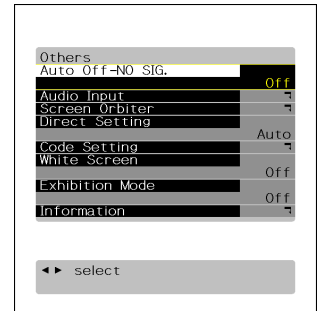 Others
Auto Off-NO SIG.
Off
Audio Input
Screen Orbiter
Direct Setting
Auto
Code Setting
White Screen
Off
Exhibition Mode
Off
Information
◄► select